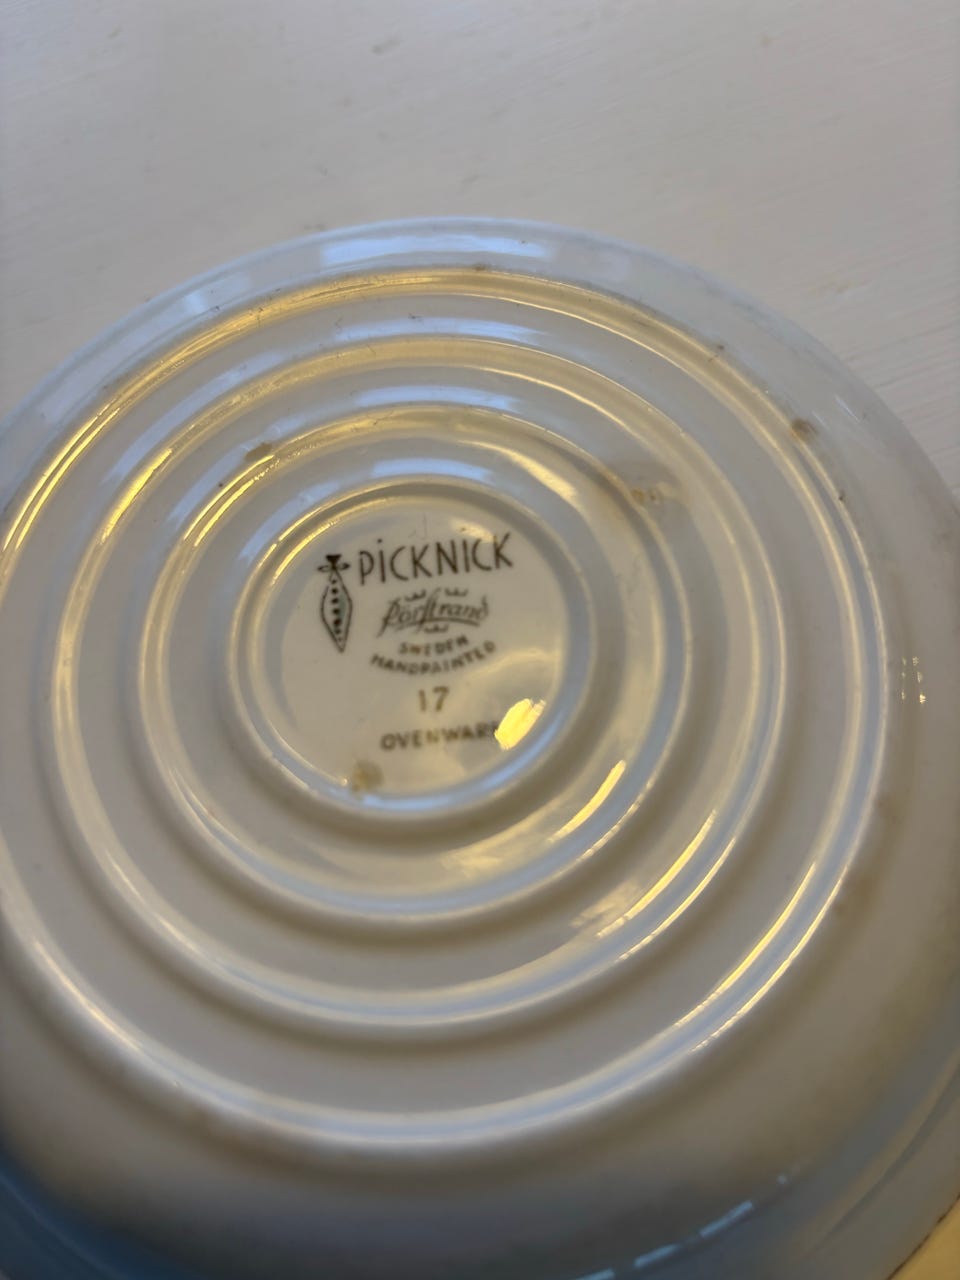 PiCKNiCK
Rörstrand
SWEDEN
HANDPAINTED
17
OVENWARE